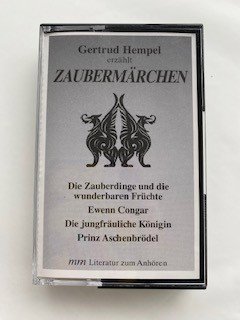 Gertrud Hempel
erzählt
ZAUBERMÄRCHEN
Die Zauberdinge und die
wunderbaren Früchte
Ewenn Congar
Die jungfräuliche Königin
Prinz Aschenbrödel
mm Literatur zum Anhören